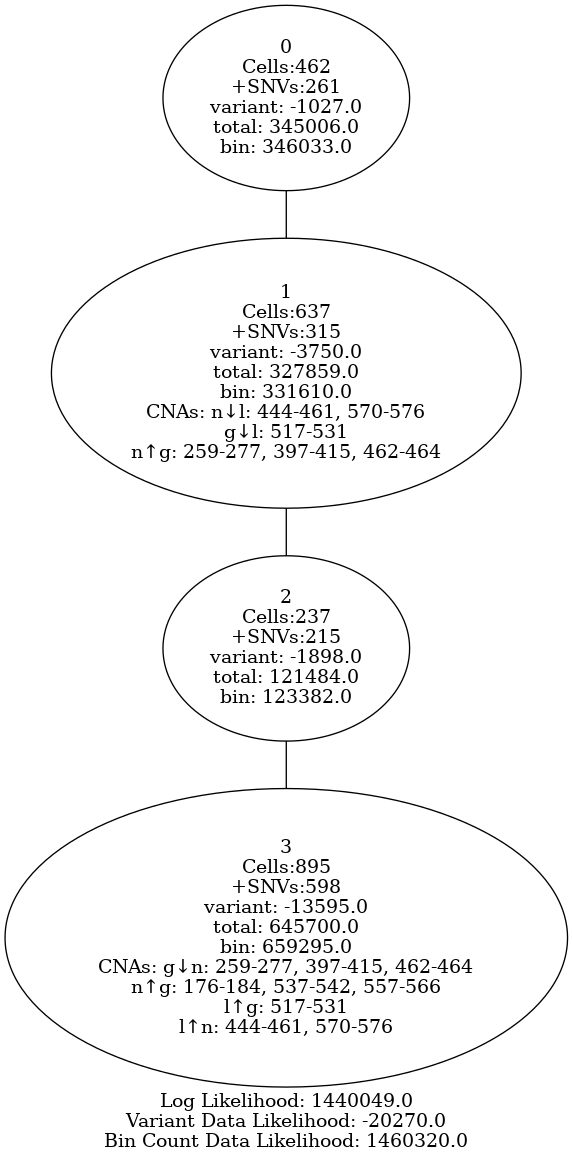 0
Cells:462
+SNVs:261
variant: -1027.0
total: 345006.0
bin: 346033.0
1
Cells:637
+SNVs:315
variant: -3750.0
total: 327859.0
bin: 331610.0
CNAs: n↓l: 444-461, 570-576
g↓l: 517-531
n↑g: 259-277, 397-415, 462-464
2
Cells:237
+SNVs:215
variant: -1898.0
total: 121484.0
bin: 123382.0
3
Cells:895
+SNVs:598
variant: -13595.0
total: 645700.0
bin: 659295.0
CNAs: g↓n: 259-277, 397-415, 462-464
n↑g: 176-184, 537-542, 557-566
l↑g: 517-531
l↑n: 444-461, 570-576
Log Likelihood: 1440049.0
Variant Data Likelihood: -20270.0
Bin Count Data Likelihood: 1460320.0